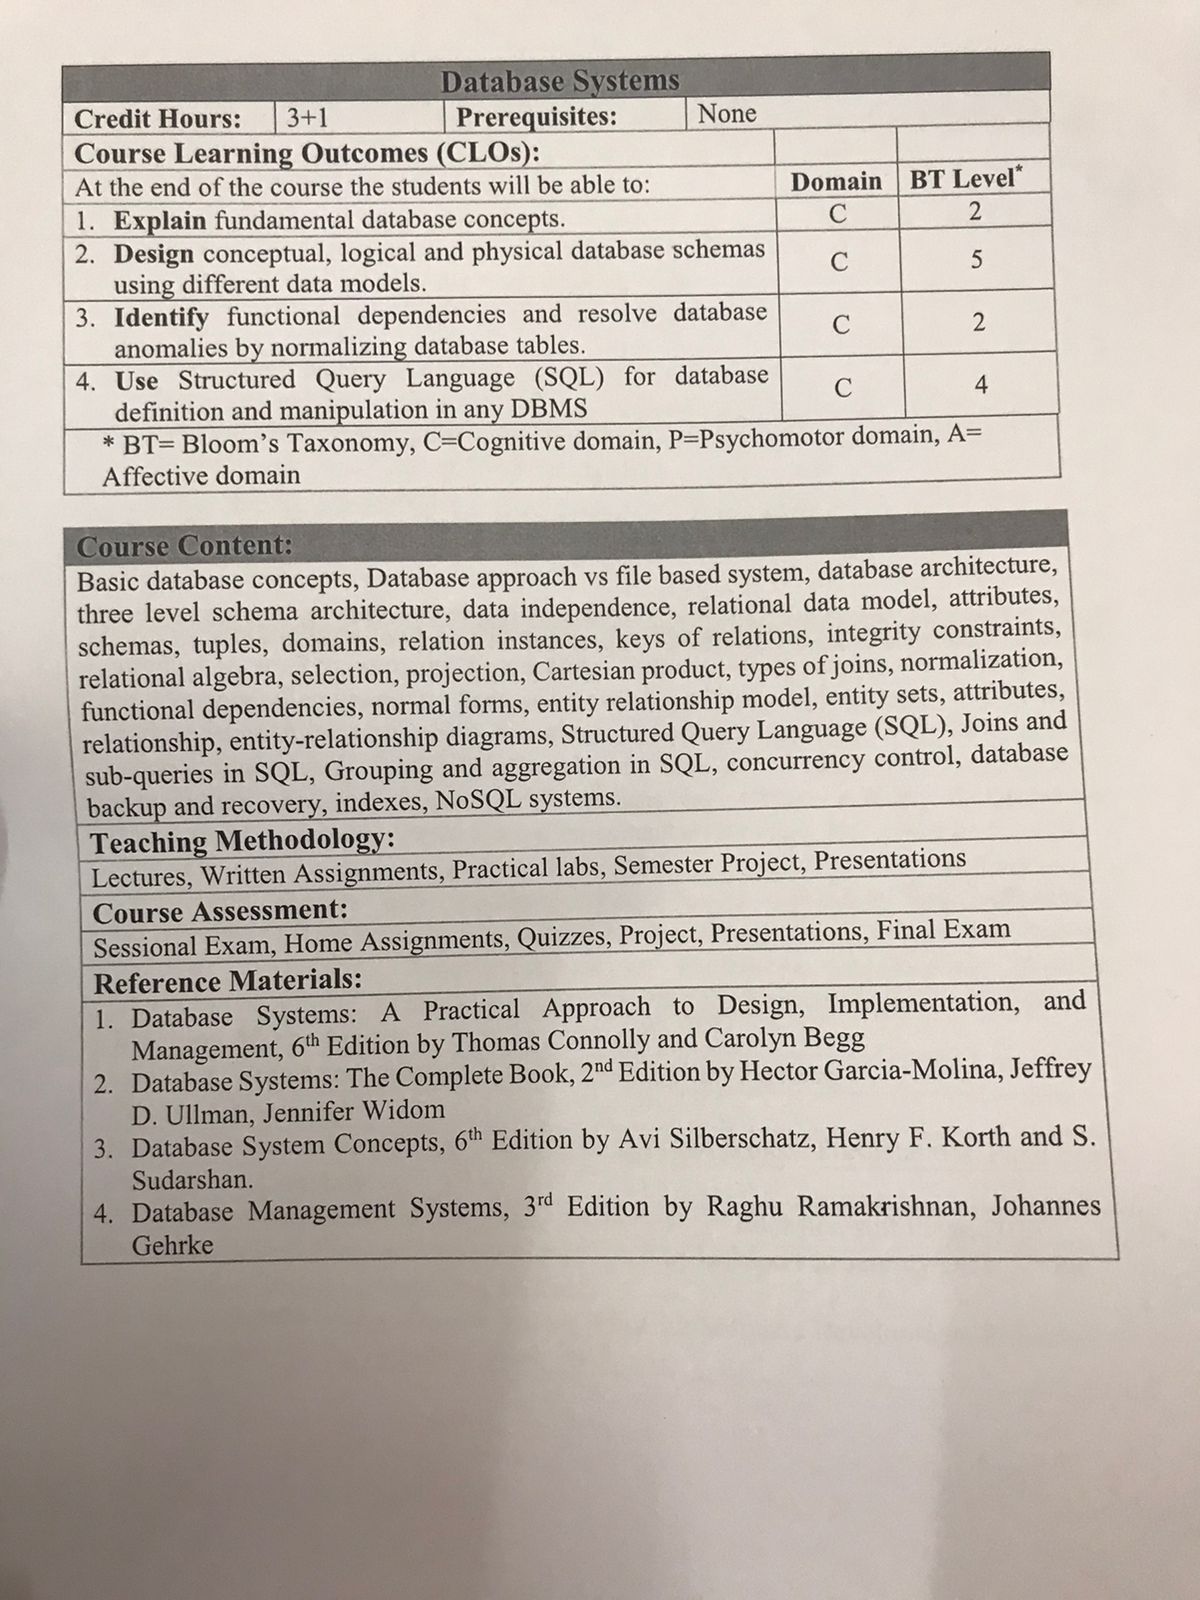 Database Systems
Credit Hours: 3+1 Prerequisites: None
Course Learning Outcomes (CLOs):
At the end of the course the students will be able to: Domain BT Level*
1. Explain fundamental database concepts. C 2
2. Design conceptual, logical and physical database schemas
using different data models. C 5
3. Identify functional dependencies and resolve database
anomalies by normalizing database tables. C 2
4. Use Structured Query Language (SQL) for database
definition and manipulation in any DBMS C 4
* BT= Bloom's Taxonomy, C=Cognitive domain, P=Psychomotor domain, A=
Affective domain
Course Content:
Basic database concepts, Database approach vs file based system, database architecture,
three level schema architecture, data independence, relational data model, attributes,
schemas, tuples, domains, relation instances, keys of relations, integrity constraints,
relational algebra, selection, projection, Cartesian product, types of joins, normalization,
functional dependencies, normal forms, entity relationship model, entity sets, attributes,
relationship, entity-relationship diagrams, Structured Query Language (SQL), Joins and
sub-queries in SQL, Grouping and aggregation in SQL, concurrency control, database
backup and recovery, indexes, NoSQL systems.
Teaching Methodology:
Lectures, Written Assignments, Practical labs, Semester Project, Presentations
Course Assessment:
Sessional Exam, Home Assignments, Quizzes, Project, Presentations, Final Exam
Reference Materials:
1. Database Systems: A Practical Approach to Design, Implementation, and
Management, 6th Edition by Thomas Connolly and Carolyn Begg
2. Database Systems: The Complete Book, 2nd Edition by Hector Garcia-Molina, Jeffrey
D. Ullman, Jennifer Widom
3. Database System Concepts, 6th Edition by Avi Silberschatz, Henry F. Korth and S.
Sudarshan.
4. Database Management Systems, 3rd Edition by Raghu Ramakrishnan, Johannes
Gehrke